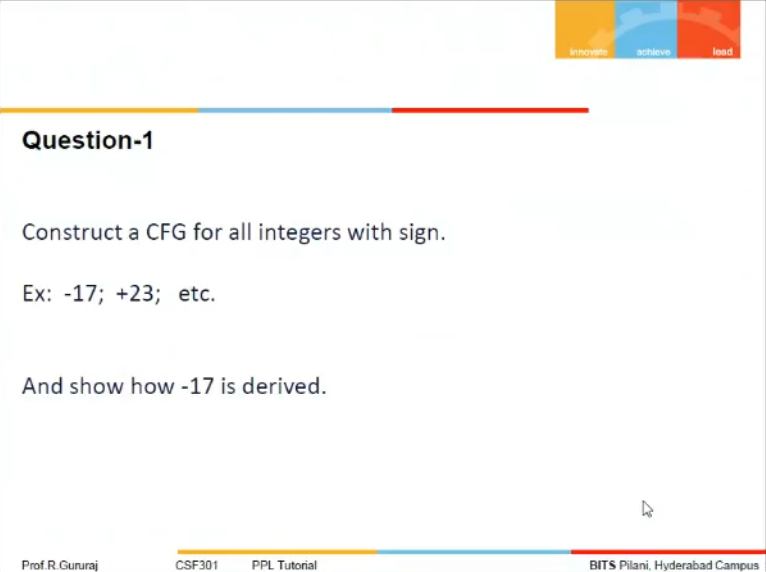 innovate achieve lead
Question-1
Construct a CFG for all integers with sign.
Ex: -17; +23; etc.
And show how -17 is derived.
Prof.R.Gururaj CSF301 PPL Tutorial BITS Pilani, Hyderabad Campus